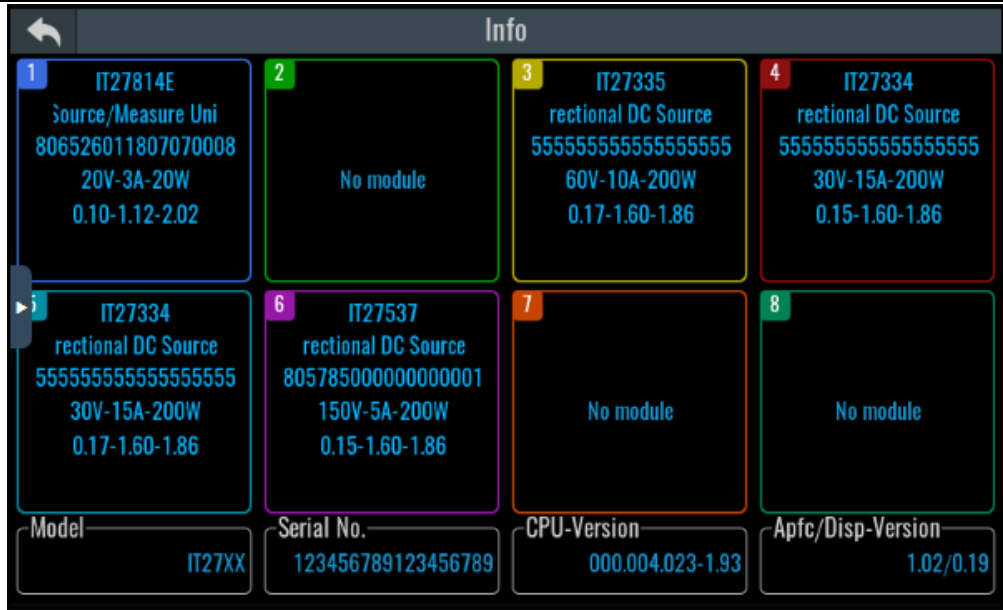 Info
1
IT27814E
Source/Measure Uni
806526011807070008
20V-3A-20W
0.10-1.12-2.02
2
No module
3
IT27335
rectional DC Source
555555555555555555
60V-10A-200W
0.17-1.60-1.86
4
IT27334
rectional DC Source
555555555555555555
30V-15A-200W
0.15-1.60-1.86
5
IT27334
rectional DC Source
555555555555555555
30V-15A-200W
0.17-1.60-1.86
6
IT27537
rectional DC Source
805785000000000001
150V-5A-200W
0.15-1.60-1.86
7
No module
8
No module
Model
IT27XX
Serial No.
123456789123456789
CPU-Version
000.004.023-1.93
Apfc/Disp-Version
1.02/0.19